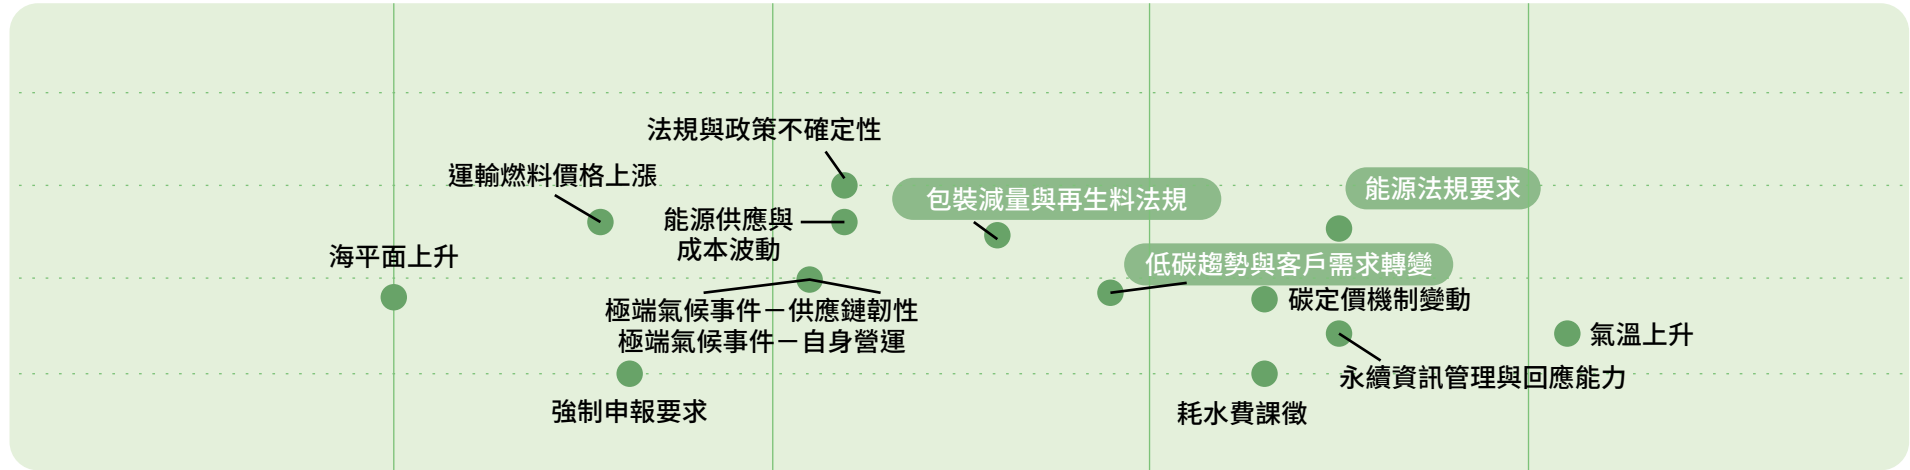 法規與政策不確定性
運輸燃料價格上漲
能源法規要求
包裝減量與再生料法規
能源供應與
成本波動
海平面上升
低碳趨勢與客戶需求轉變
碳定價機制變動
極端氣候事件－供應鏈韌性
極端氣候事件－自身營運
氣溫上升
永續資訊管理與回應能力
強制申報要求
耗水費課徵